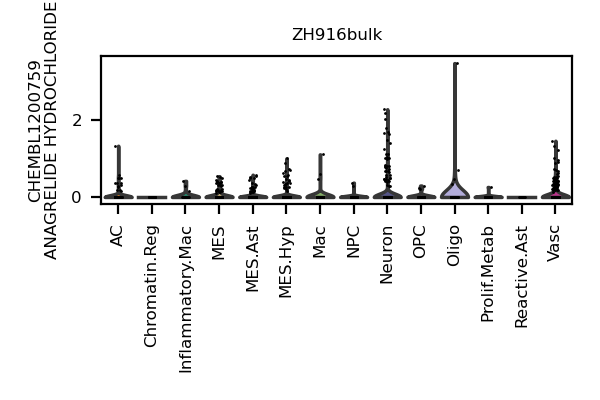 ZH916bulk
CHEMBL1200759
ANAGRELIDE HYDROCHLORIDE
2
0
AC
Chromatin.Reg
Inflammatory.Mac
MES
MES.Ast
MES.Hyp
Mac
NPC
Neuron
OPC
Oligo
Prolif.Metab
Reactive.Ast
Vasc